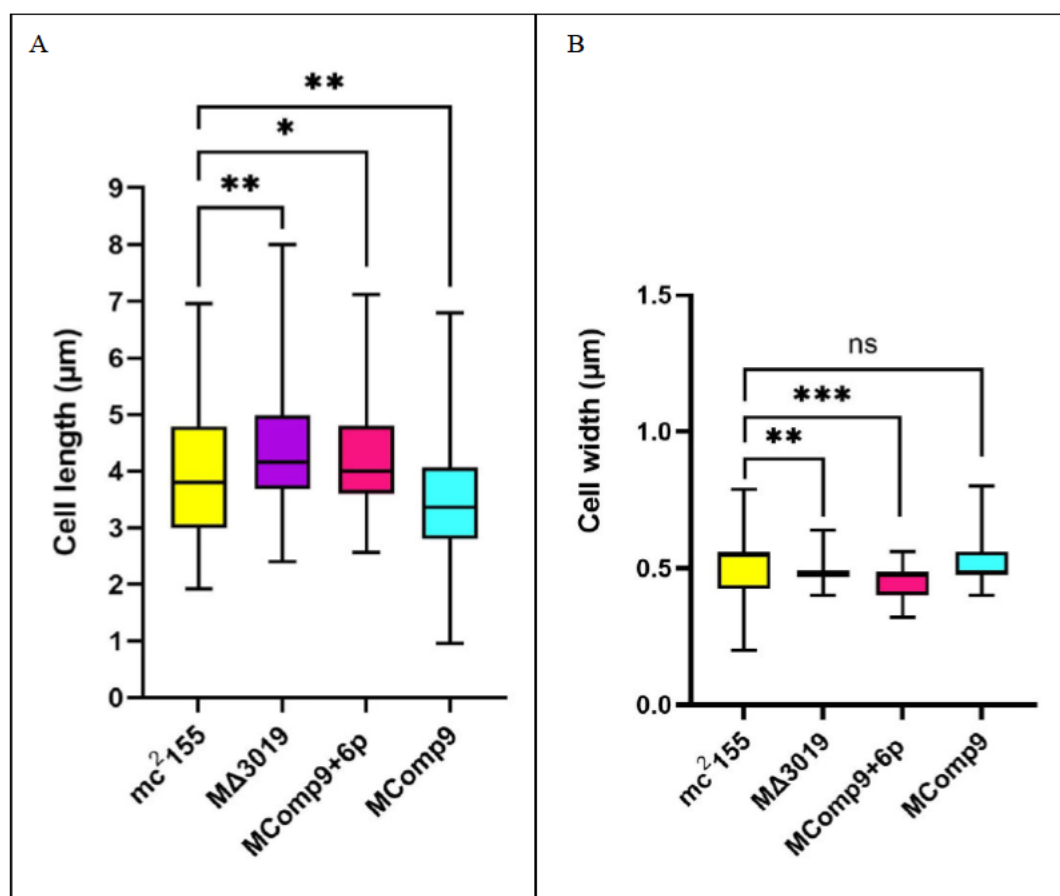 A
**
*
**
9
8
7
6
5
4
3
2
1
0
Cell length (µm)
mc²155
MΔ3019
MComp9+6p
MComp9
B
ns
***
**
1.5
1.0
0.5
0.0
Cell width (µm)
mc²155
MΔ3019
MComp9+6p
MComp9